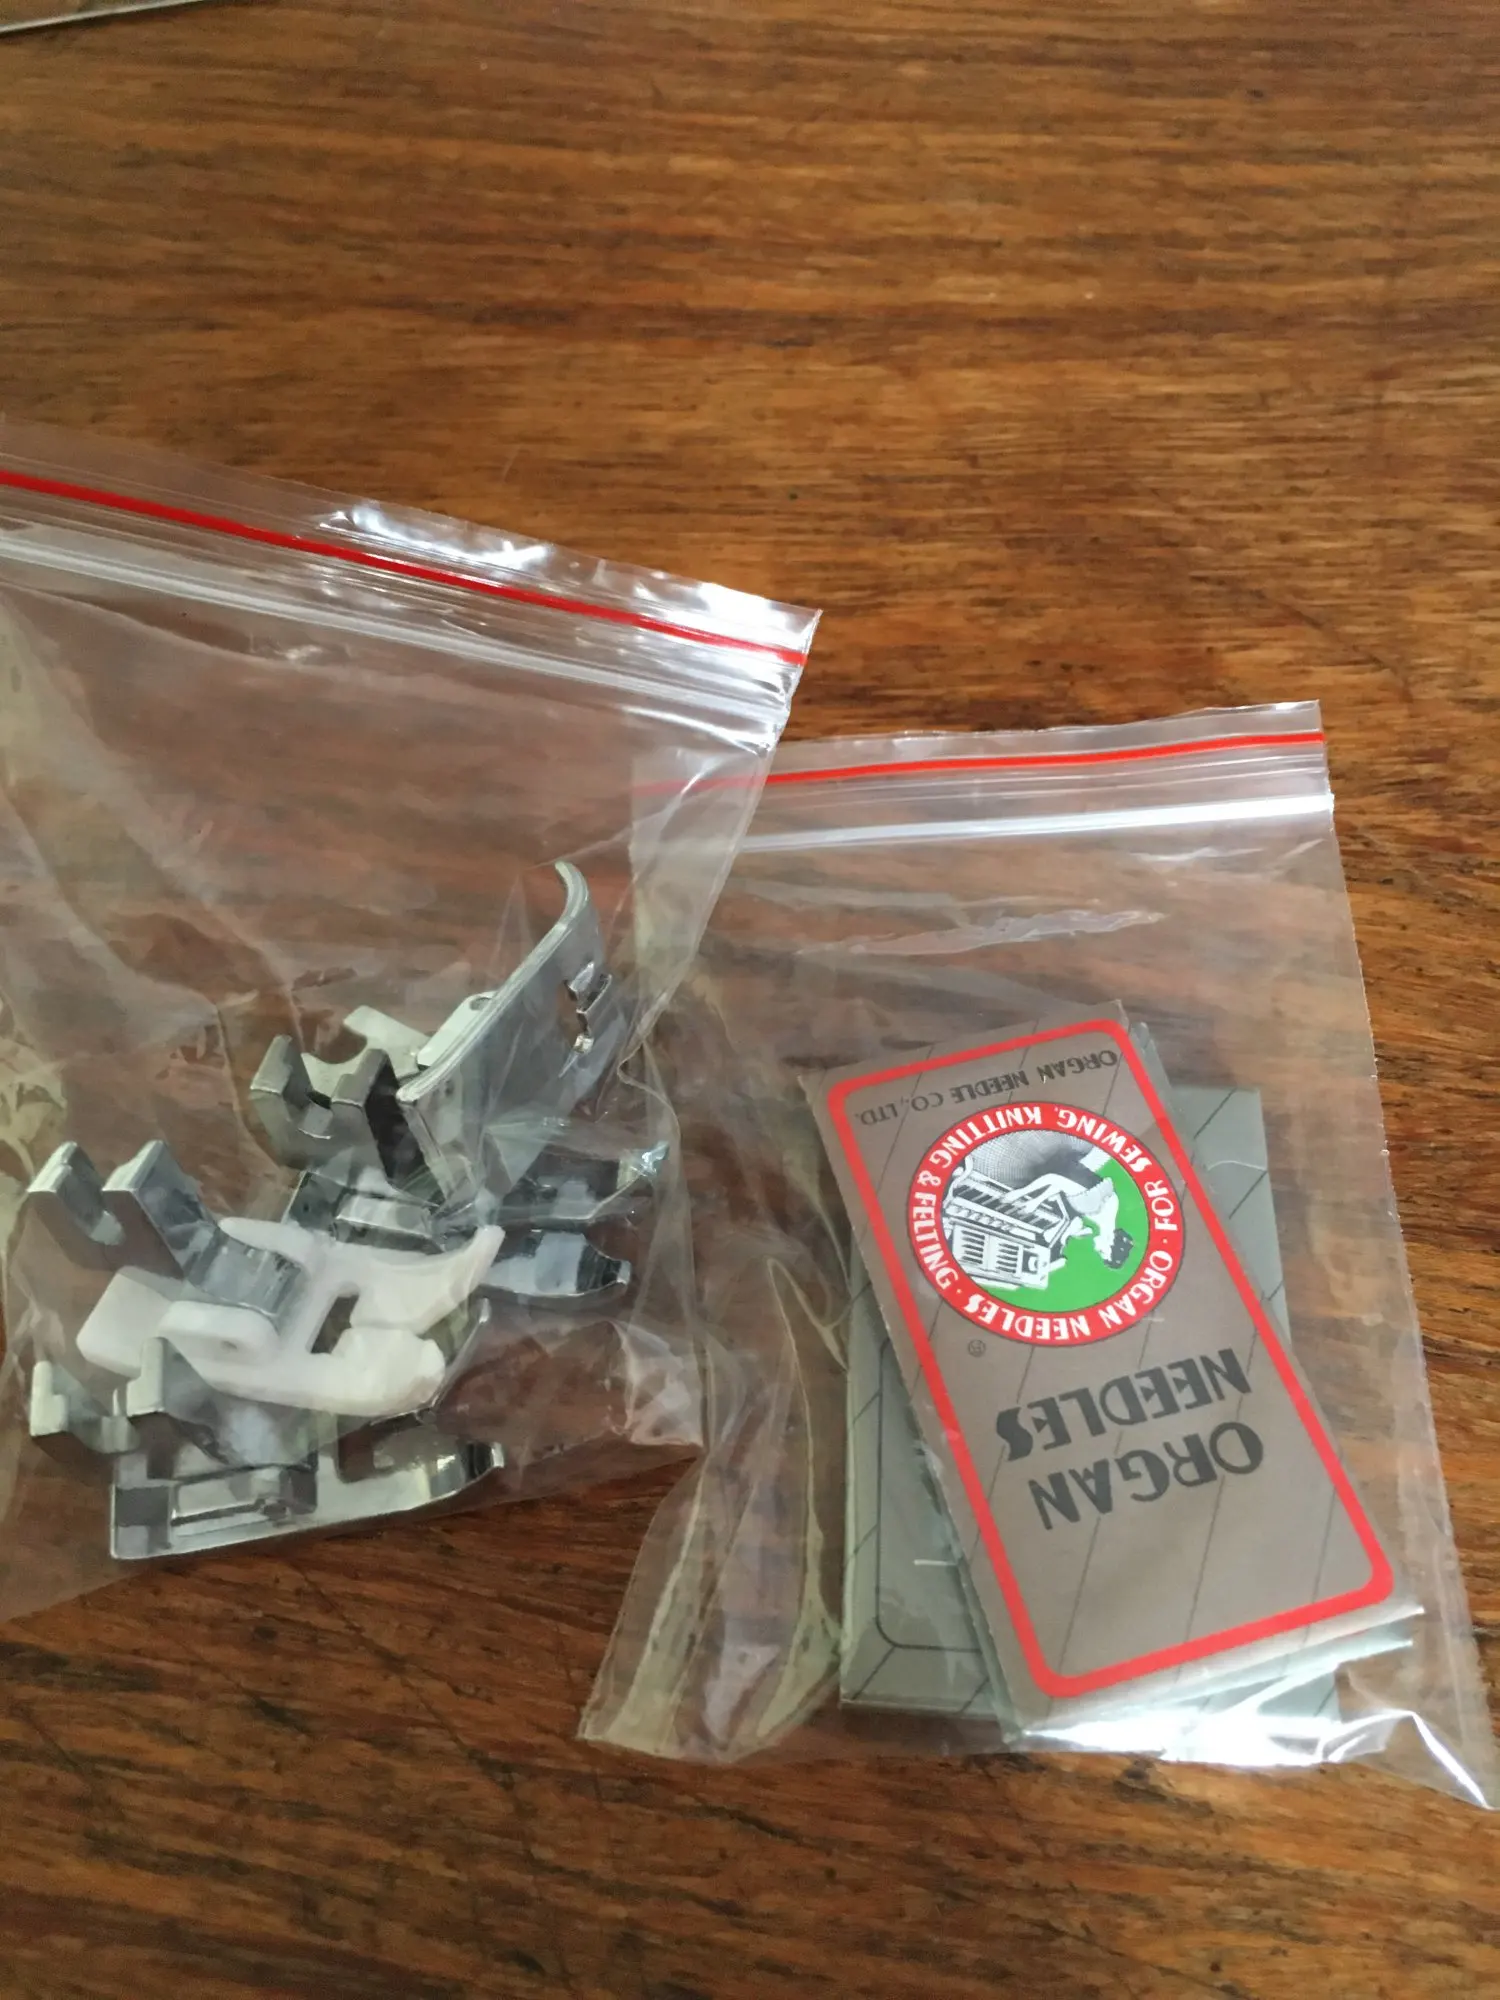 ORGAN
NEEDLES
®
· ORGAN NEEDLES · FOR SEWING, KNITTING & FELTING
ORGAN NEEDLE CO., LTD.